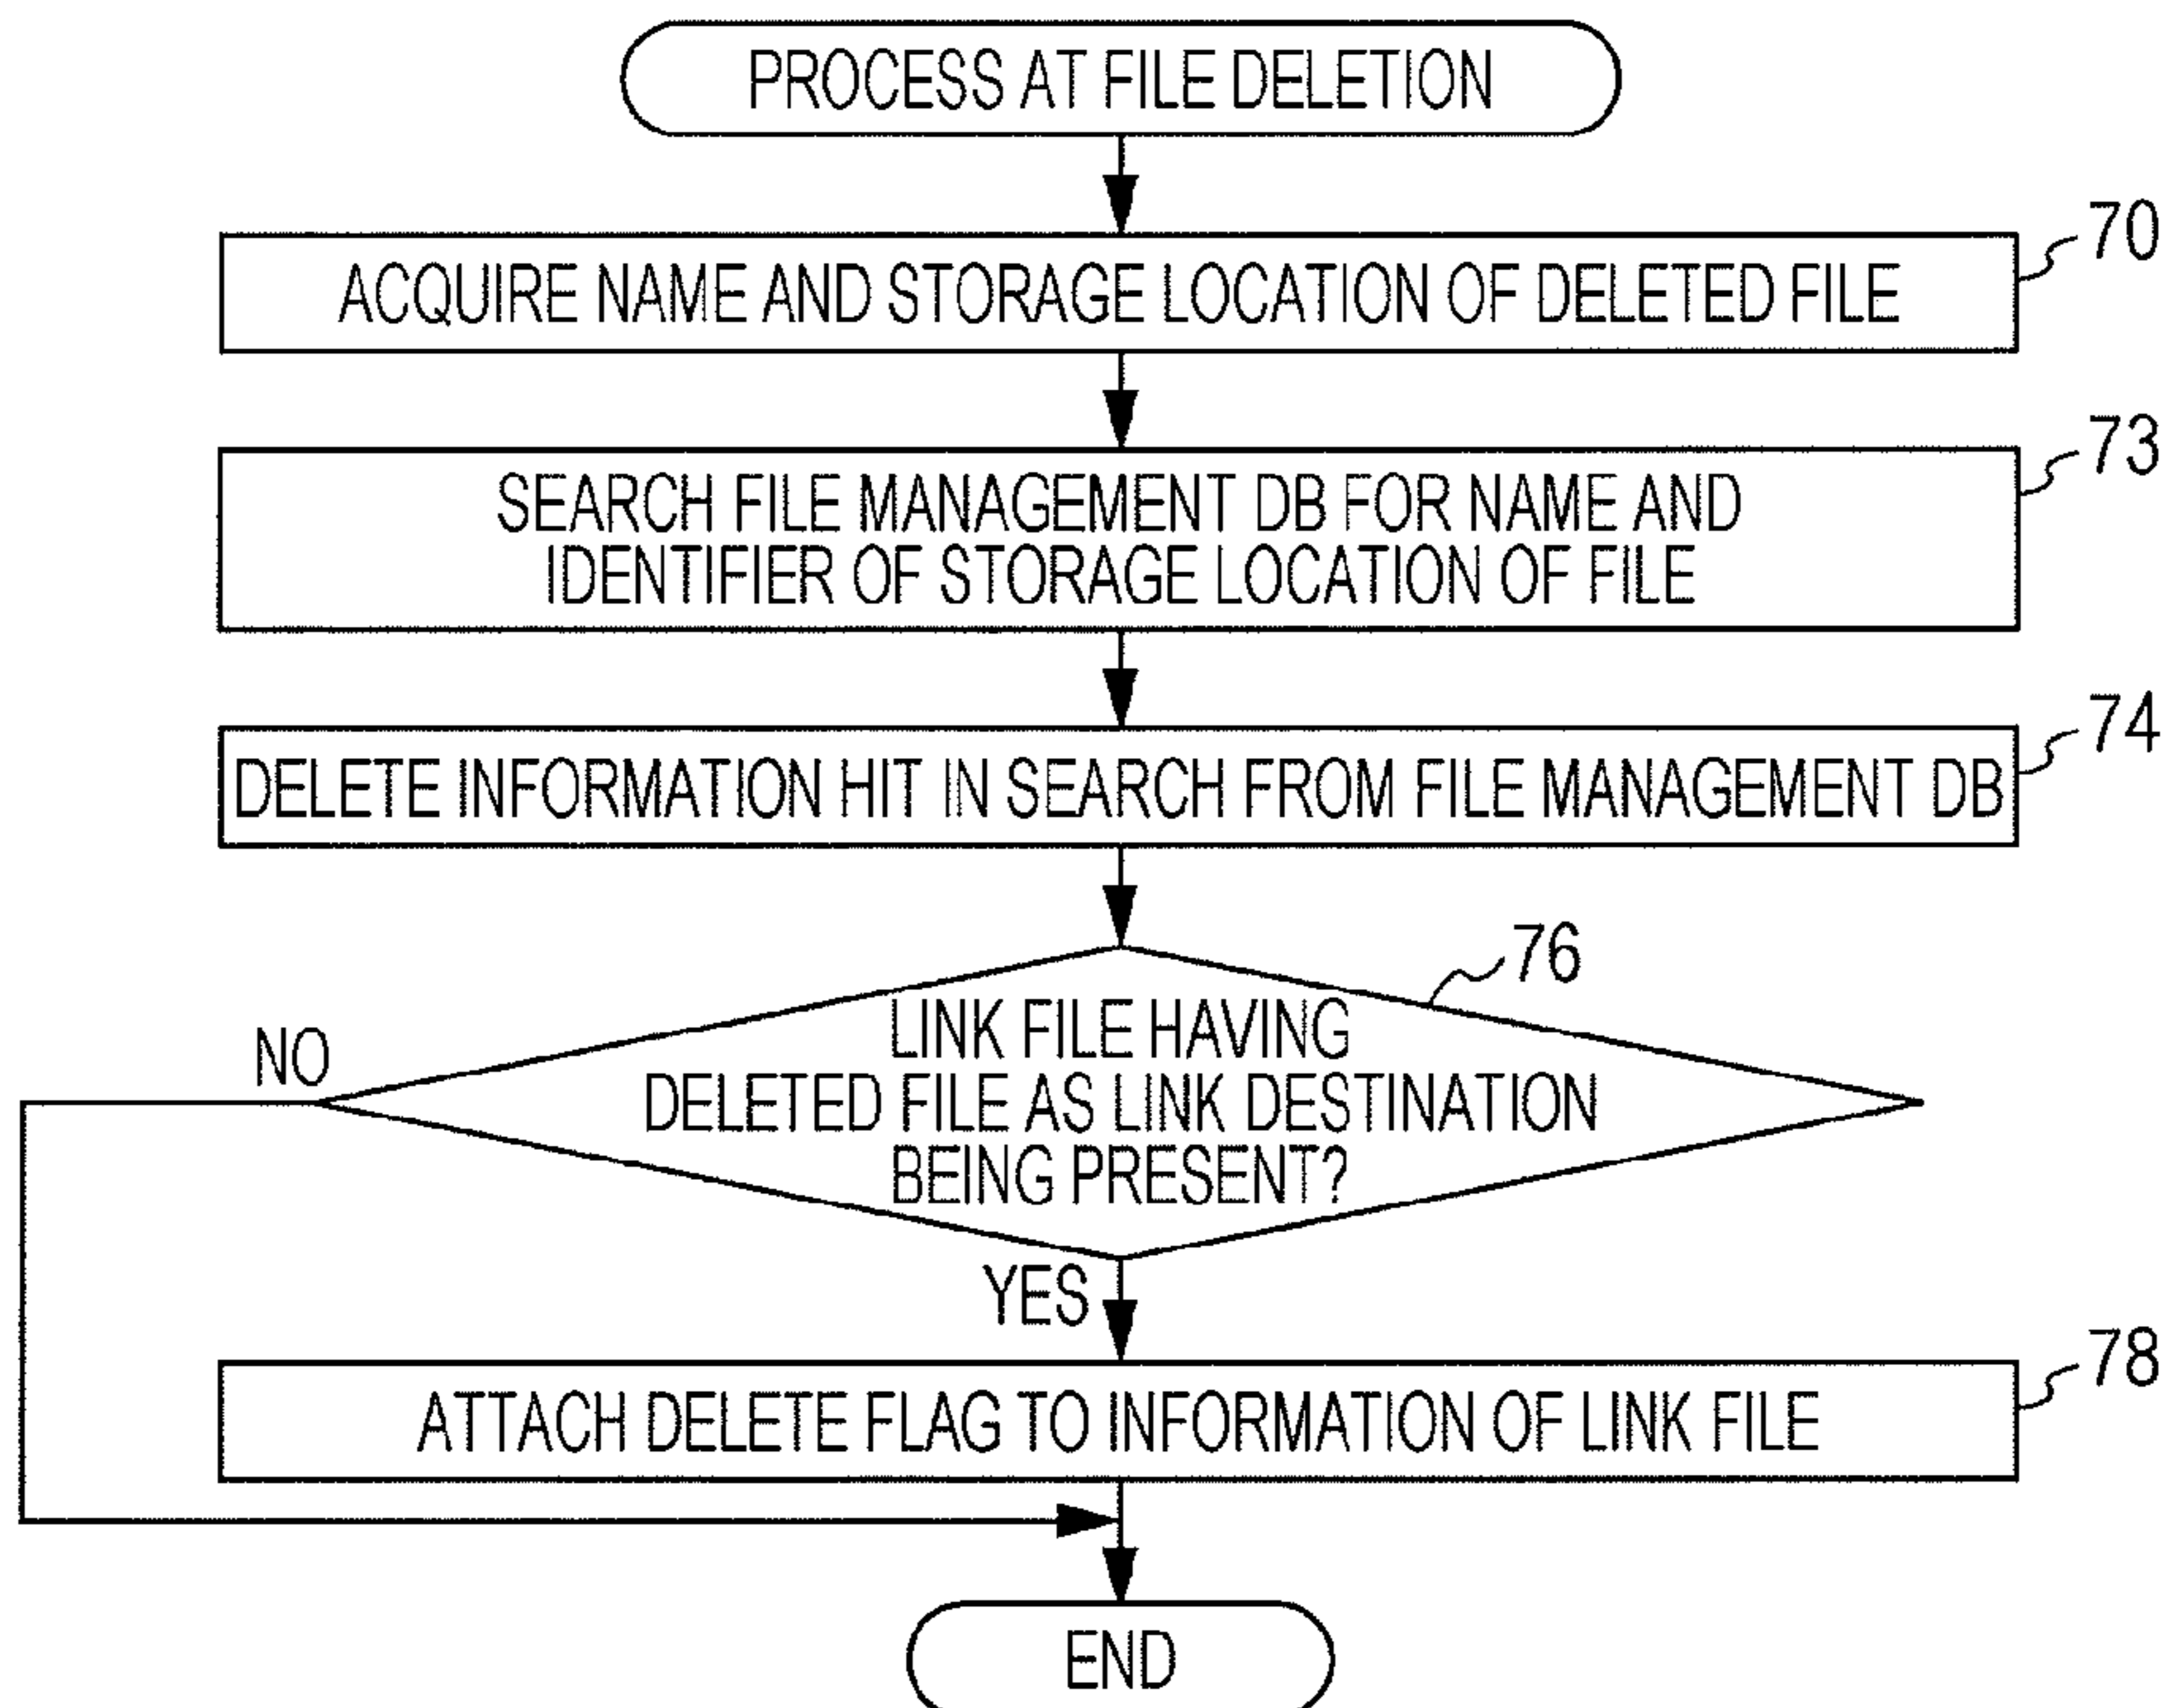 PROCESS AT FILE DELETION
70
ACQUIRE NAME AND STORAGE LOCATION OF DELETED FILE
73
SEARCH FILE MANAGEMENT DB FOR NAME AND
IDENTIFIER OF STORAGE LOCATION OF FILE
74
DELETE INFORMATION HIT IN SEARCH FROM FILE MANAGEMENT DB
76
LINK FILE HAVING
NO
DELETED FILE AS LINK DESTINATION
BEING PRESENT?
YES
78
ATTACH DELETE FLAG TO INFORMATION OF LINK FILE
END